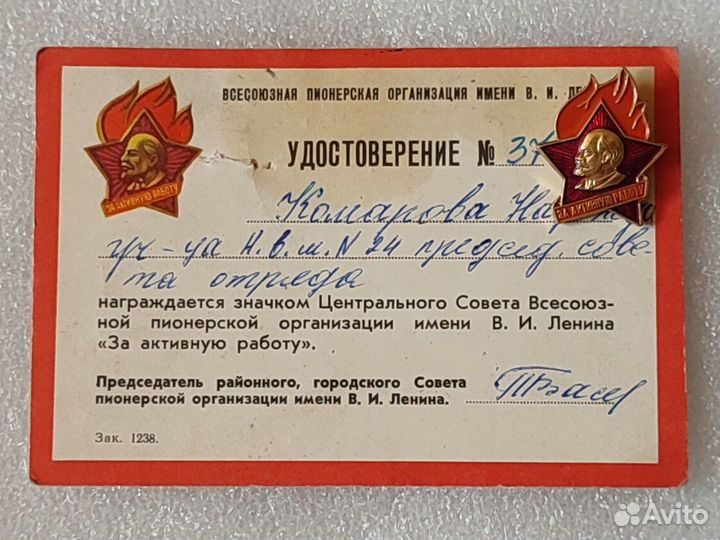 ВСЕСОЮЗНАЯ ПИОНЕРСКАЯ ОРГАНИЗАЦИЯ ИМЕНИ В. И. ЛЕ
УДОСТОВЕРЕНИЕ № 37
ЗА АКТИВНУЮ РАБОТУ
ЗА АКТИВНУЮ РАБОТУ
Комарова
уч-ца Н.в.ш. N 24 председ. сове-
та отряда
награждается значком Центрального Совета Всесоюз-
ной пионерской организации имени В. И. Ленина
«За активную работу».
Председатель районного, городского Совета
пионерской организации имени В. И. Ленина.
Зак. 1238.
Avito